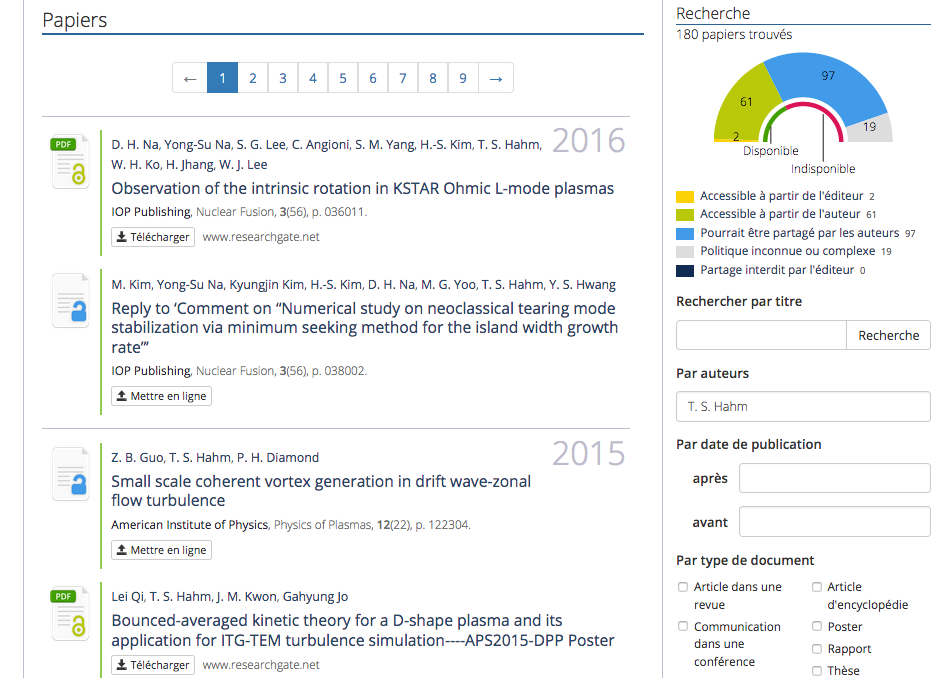 Papiers
← 1 2 3 4 5 6 7 8 9 →
2016
PDF
D. H. Na, Yong-Su Na, S. G. Lee, C. Angioni, S. M. Yang, H.-S. Kim, T. S. Hahm,
W. H. Ko, H. Jhang, W. J. Lee
Observation of the intrinsic rotation in KSTAR Ohmic L-mode plasmas
IOP Publishing, Nuclear Fusion, 3(56), p. 036011.
Télécharger www.researchgate.net
M. Kim, Yong-Su Na, Kyungjin Kim, H.-S. Kim, D. H. Na, M. G. Yoo, T. S. Hahm, Y. S. Hwang
Reply to ‘Comment on “Numerical study on neoclassical tearing mode
stabilization via minimum seeking method for the island width growth
rate”’
IOP Publishing, Nuclear Fusion, 3(56), p. 038002.
Mettre en ligne
2015
Z. B. Guo, T. S. Hahm, P. H. Diamond
Small scale coherent vortex generation in drift wave-zonal
flow turbulence
American Institute of Physics, Physics of Plasmas, 12(22), p. 122304.
Mettre en ligne
PDF
Lei Qi, T. S. Hahm, J. M. Kwon, Gahyung Jo
Bounced-averaged kinetic theory for a D-shape plasma and its
application for ITG-TEM turbulence simulation----APS2015-DPP Poster
Télécharger www.researchgate.net
Recherche
180 papiers trouvés
97
61
19
2
Disponible
Indisponible
Accessible à partir de l'éditeur 2
Accessible à partir de l'auteur 61
Pourrait être partagé par les auteurs 97
Politique inconnue ou complexe 19
Partage interdit par l'éditeur 0
Rechercher par titre
Recherche
Par auteurs
T. S. Hahm
Par date de publication
après
avant
Par type de document
Article dans une
revue
Communication
dans une
conférence
Article
d'encyclopédie
Poster
Rapport
Thèse